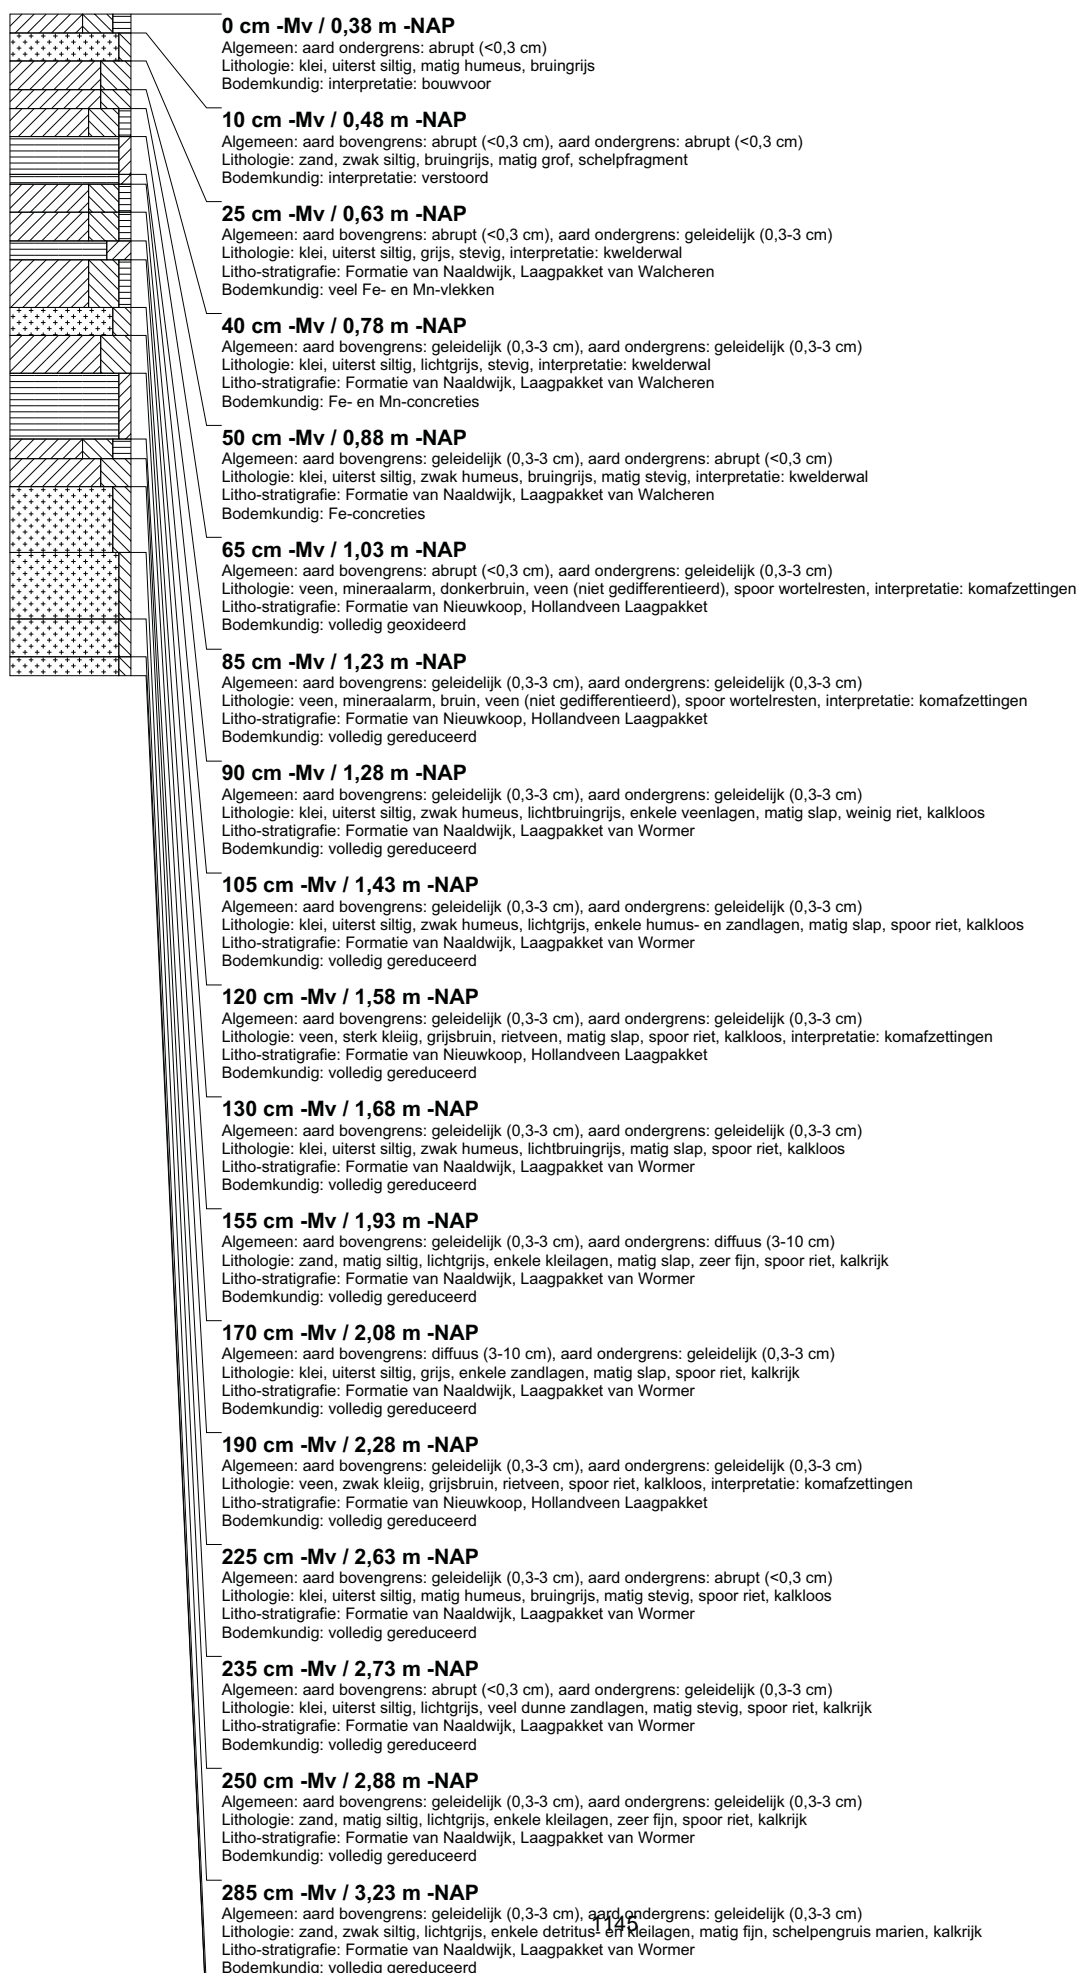 0 cm -Mv / 0,38 m -NAP
Algemeen: aard ondergrens: abrupt (<0,3 cm)
Lithologie: klei, uiterst siltig, matig humeus, bruingrijs
Bodemkundig: interpretatie: bouwvoor
10 cm -Mv / 0,48 m -NAP
Algemeen: aard bovengrens: abrupt (<0,3 cm), aard ondergrens: abrupt (<0,3 cm)
Lithologie: zand, zwak siltig, bruingrijs, matig grof, schelpfragment
Bodemkundig: interpretatie: verstoord
25 cm -Mv / 0,63 m -NAP
Algemeen: aard bovengrens: abrupt (<0,3 cm), aard ondergrens: geleidelijk (0,3-3 cm)
Lithologie: klei, uiterst siltig, grijs, stevig, interpretatie: kwelderwal
Litho-stratigrafie: Formatie van Naaldwijk, Laagpakket van Walcheren
Bodemkundig: veel Fe- en Mn-vlekken
40 cm -Mv / 0,78 m -NAP
Algemeen: aard bovengrens: geleidelijk (0,3-3 cm), aard ondergrens: geleidelijk (0,3-3 cm)
Lithologie: klei, uiterst siltig, lichtgrijs, stevig, interpretatie: kwelderwal
Litho-stratigrafie: Formatie van Naaldwijk, Laagpakket van Walcheren
Bodemkundig: Fe- en Mn-concreties
50 cm -Mv / 0,88 m -NAP
Algemeen: aard bovengrens: geleidelijk (0,3-3 cm), aard ondergrens: abrupt (<0,3 cm)
Lithologie: klei, uiterst siltig, zwak humeus, bruingrijs, matig stevig, interpretatie: kwelderwal
Litho-stratigrafie: Formatie van Naaldwijk, Laagpakket van Walcheren
Bodemkundig: Fe-concreties
65 cm -Mv / 1,03 m -NAP
Algemeen: aard bovengrens: abrupt (<0,3 cm), aard ondergrens: geleidelijk (0,3-3 cm)
Lithologie: veen, mineraalarm, donkerbruin, veen (niet gedifferentieerd), spoor wortelresten, interpretatie: komafzettingen
Litho-stratigrafie: Formatie van Nieuwkoop, Hollandveen Laagpakket
Bodemkundig: volledig geoxideerd
85 cm -Mv / 1,23 m -NAP
Algemeen: aard bovengrens: geleidelijk (0,3-3 cm), aard ondergrens: geleidelijk (0,3-3 cm)
Lithologie: veen, mineraalarm, bruin, veen (niet gedifferentieerd), spoor wortelresten, interpretatie: komafzettingen
Litho-stratigrafie: Formatie van Nieuwkoop, Hollandveen Laagpakket
Bodemkundig: volledig gereduceerd
90 cm -Mv / 1,28 m -NAP
Algemeen: aard bovengrens: geleidelijk (0,3-3 cm), aard ondergrens: geleidelijk (0,3-3 cm)
Lithologie: klei, uiterst siltig, zwak humeus, lichtbruingrijs, enkele veenlagen, matig slap, weinig riet, kalkloos
Litho-stratigrafie: Formatie van Naaldwijk, Laagpakket van Wormer
Bodemkundig: volledig gereduceerd
105 cm -Mv / 1,43 m -NAP
Algemeen: aard bovengrens: geleidelijk (0,3-3 cm), aard ondergrens: geleidelijk (0,3-3 cm)
Lithologie: klei, uiterst siltig, zwak humeus, lichtgrijs, enkele humus- en zandlagen, matig slap, spoor riet, kalkloos
Litho-stratigrafie: Formatie van Naaldwijk, Laagpakket van Wormer
Bodemkundig: volledig gereduceerd
120 cm -Mv / 1,58 m -NAP
Algemeen: aard bovengrens: geleidelijk (0,3-3 cm), aard ondergrens: geleidelijk (0,3-3 cm)
Lithologie: veen, sterk kleiig, grijsbruin, rietveen, matig slap, spoor riet, kalkloos, interpretatie: komafzettingen
Litho-stratigrafie: Formatie van Nieuwkoop, Hollandveen Laagpakket
Bodemkundig: volledig gereduceerd
130 cm -Mv / 1,68 m -NAP
Algemeen: aard bovengrens: geleidelijk (0,3-3 cm), aard ondergrens: geleidelijk (0,3-3 cm)
Lithologie: klei, uiterst siltig, zwak humeus, lichtbruingrijs, matig slap, spoor riet, kalkloos
Litho-stratigrafie: Formatie van Naaldwijk, Laagpakket van Wormer
Bodemkundig: volledig gereduceerd
155 cm -Mv / 1,93 m -NAP
Algemeen: aard bovengrens: geleidelijk (0,3-3 cm), aard ondergrens: diffuus (3-10 cm)
Lithologie: zand, matig siltig, lichtgrijs, enkele kleilagen, matig slap, zeer fijn, spoor riet, kalkrijk
Litho-stratigrafie: Formatie van Naaldwijk, Laagpakket van Wormer
Bodemkundig: volledig gereduceerd
170 cm -Mv / 2,08 m -NAP
Algemeen: aard bovengrens: diffuus (3-10 cm), aard ondergrens: geleidelijk (0,3-3 cm)
Lithologie: klei, uiterst siltig, grijs, enkele zandlagen, matig slap, spoor riet, kalkrijk
Litho-stratigrafie: Formatie van Naaldwijk, Laagpakket van Wormer
Bodemkundig: volledig gereduceerd
190 cm -Mv / 2,28 m -NAP
Algemeen: aard bovengrens: geleidelijk (0,3-3 cm), aard ondergrens: geleidelijk (0,3-3 cm)
Lithologie: veen, zwak kleiig, grijsbruin, rietveen, spoor riet, kalkloos, interpretatie: komafzettingen
Litho-stratigrafie: Formatie van Nieuwkoop, Hollandveen Laagpakket
Bodemkundig: volledig gereduceerd
225 cm -Mv / 2,63 m -NAP
Algemeen: aard bovengrens: geleidelijk (0,3-3 cm), aard ondergrens: abrupt (<0,3 cm)
Lithologie: klei, uiterst siltig, matig humeus, bruingrijs, matig stevig, spoor riet, kalkloos
Litho-stratigrafie: Formatie van Naaldwijk, Laagpakket van Wormer
Bodemkundig: volledig gereduceerd
235 cm -Mv / 2,73 m -NAP
Algemeen: aard bovengrens: abrupt (<0,3 cm), aard ondergrens: geleidelijk (0,3-3 cm)
Lithologie: klei, uiterst siltig, lichtgrijs, veel dunne zandlagen, matig stevig, spoor riet, kalkrijk
Litho-stratigrafie: Formatie van Naaldwijk, Laagpakket van Wormer
Bodemkundig: volledig gereduceerd
250 cm -Mv / 2,88 m -NAP
Algemeen: aard bovengrens: geleidelijk (0,3-3 cm), aard ondergrens: geleidelijk (0,3-3 cm)
Lithologie: zand, matig siltig, lichtgrijs, enkele kleilagen, zeer fijn, spoor riet, kalkrijk
Litho-stratigrafie: Formatie van Naaldwijk, Laagpakket van Wormer
Bodemkundig: volledig gereduceerd
285 cm -Mv / 3,23 m -NAP
Algemeen: aard bovengrens: geleidelijk (0,3-3 cm), aard ondergrens: geleidelijk (0,3-3 cm)
1145
Lithologie: zand, zwak siltig, lichtgrijs, enkele detritus- en kleilagen, matig fijn, schelpengruis marien, kalkrijk
Litho-stratigrafie: Formatie van Naaldwijk, Laagpakket van Wormer
Bodemkundig: volledig gereduceerd